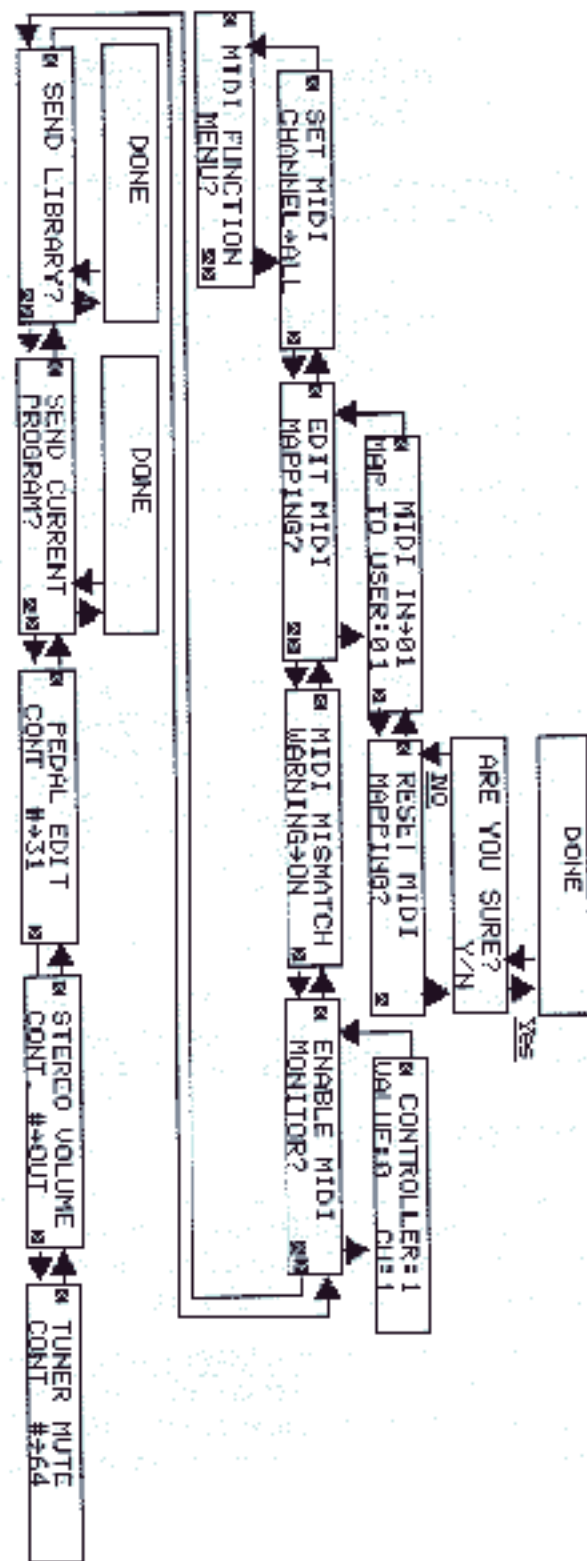 DONE
Yes
ARE YOU SURE?
Y/N
NO
MIDI IN→01
MAP TO USER:01
RESET MIDI
MAPPING?
CONTROLLER:1
VALUE:0 CH:1
SET MIDI
CHANNEL→ALL
EDIT MIDI
MAPPING?
MIDI MISMATCH
WARNING→ON
ENABLE MIDI
MONITOR?
MIDI FUNCTION
MENU?
DONE
DONE
SEND LIBRARY?
SEND CURRENT
PROGRAM?
PEDAL EDIT
CONT #→31
STEREO VOLUME
CONT. #→OUT
TUNER MUTE
CONT #→64